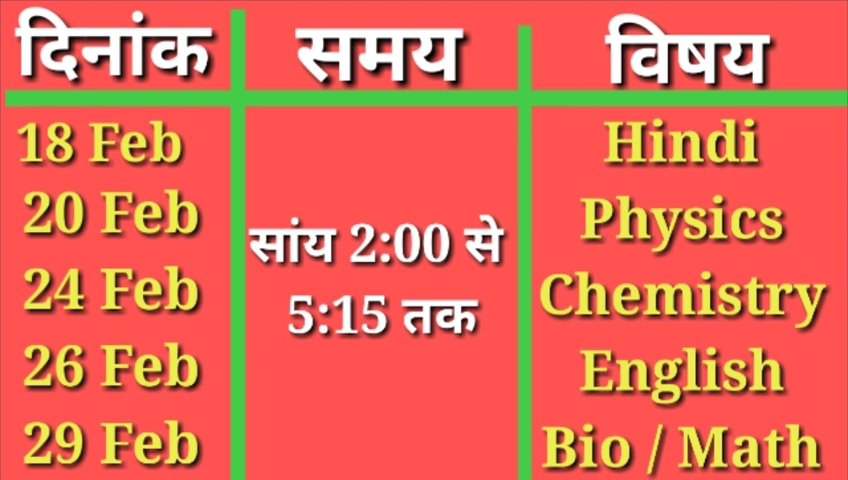 दिनांक समय विषय
18 Feb Hindi
20 Feb Physics
सांय 2:00 से
24 Feb Chemistry
5:15 तक
26 Feb English
29 Feb Bio / Math